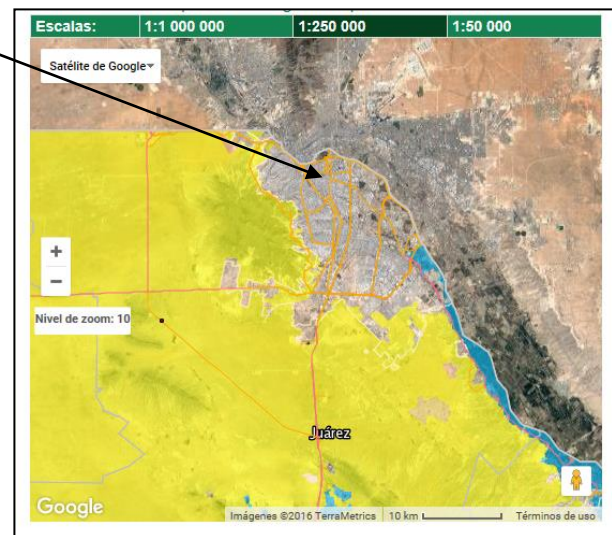 Escalas: 1:1 000 000 1:250 000 1:50 000
Satélite de Google
+
−
Nivel de zoom: 10
Juárez
Google
Imágenes ©2016 TerraMetrics 10 km Términos de uso